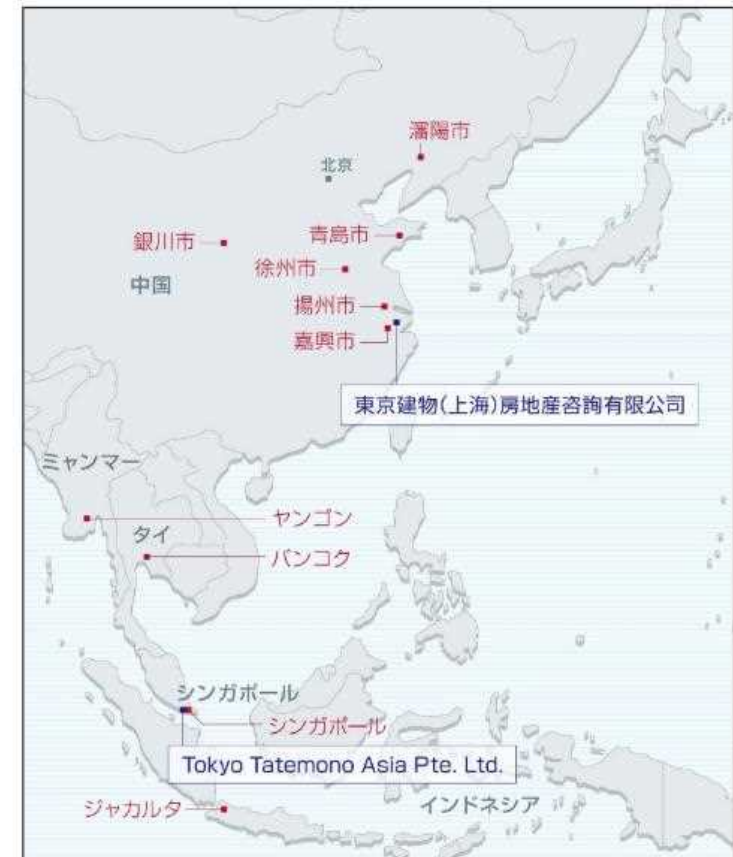 瀋陽市
北京
銀川市
青島市
徐州市
中国
揚州市
嘉興市
東京建物(上海)房地産咨詢有限公司
ミャンマー
ヤンゴン
タイ
バンコク
シンガポール
シンガポール
Tokyo Tatemono Asia Pte. Ltd.
ジャカルタ
インドネシア